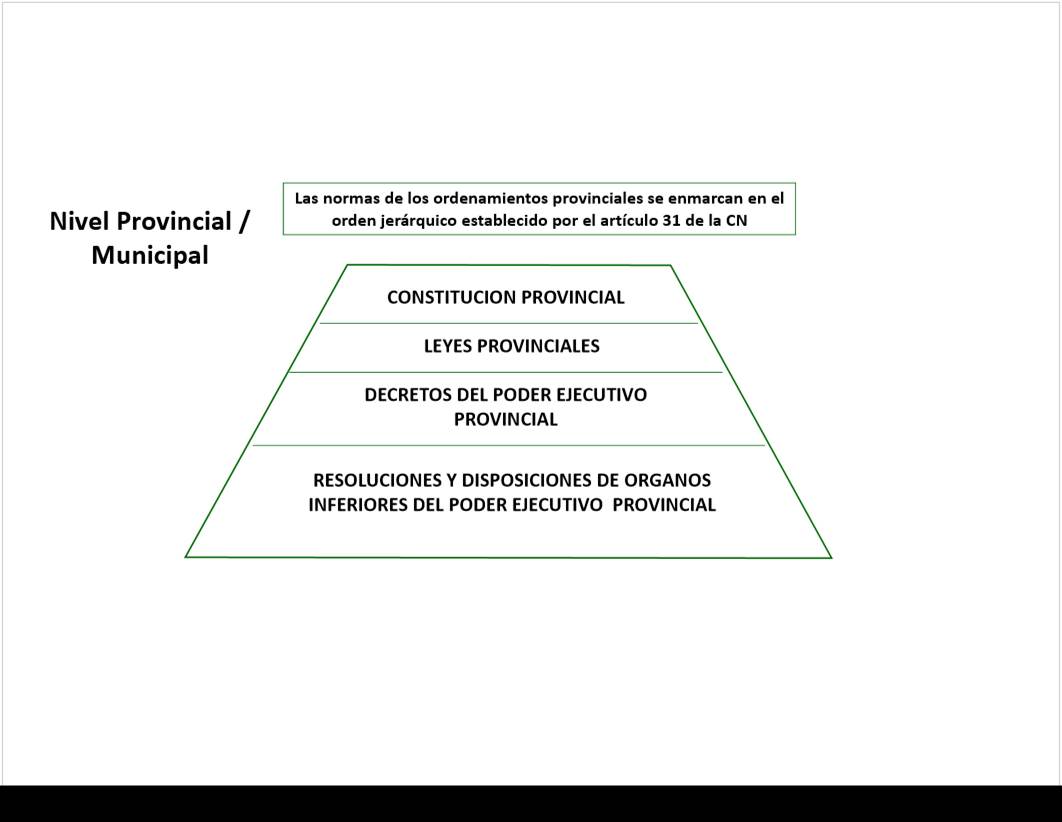 Nivel Provincial /
Municipal
Las normas de los ordenamientos provinciales se enmarcan en el
orden jerárquico establecido por el artículo 31 de la CN
CONSTITUCION PROVINCIAL
LEYES PROVINCIALES
DECRETOS DEL PODER EJECUTIVO
PROVINCIAL
RESOLUCIONES Y DISPOSICIONES DE ORGANOS
INFERIORES DEL PODER EJECUTIVO PROVINCIAL